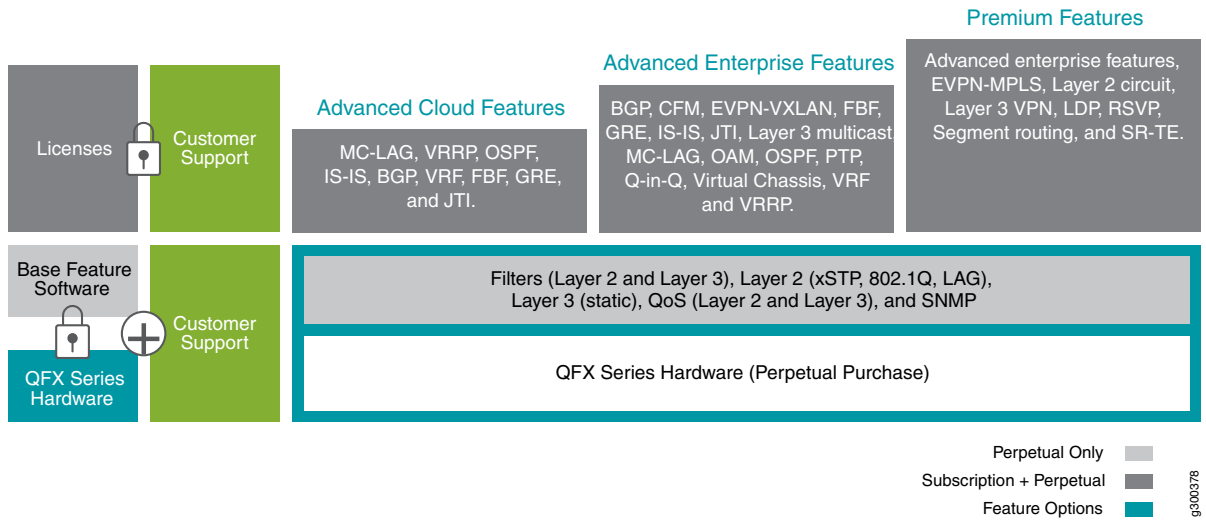 Premium Features
Advanced enterprise features,
EVPN-MPLS, Layer 2 circuit,
Layer 3 VPN, LDP, RSVP,
Segment routing, and SR-TE.
Advanced Enterprise Features
BGP, CFM, EVPN-VXLAN, FBF,
GRE, IS-IS, JTI, Layer 3 multicast
MC-LAG, OAM, OSPF, PTP,
Q-in-Q, Virtual Chassis, VRF
and VRRP.
Advanced Cloud Features
MC-LAG, VRRP, OSPF,
IS-IS, BGP, VRF, FBF, GRE,
and JTI.
Licenses
Customer
Support
Base Feature
Software
QFX Series
Hardware
Customer
Support
Filters (Layer 2 and Layer 3), Layer 2 (xSTP, 802.1Q, LAG),
Layer 3 (static), QoS (Layer 2 and Layer 3), and SNMP
QFX Series Hardware (Perpetual Purchase)
Perpetual Only
Subscription + Perpetual
Feature Options
g300378